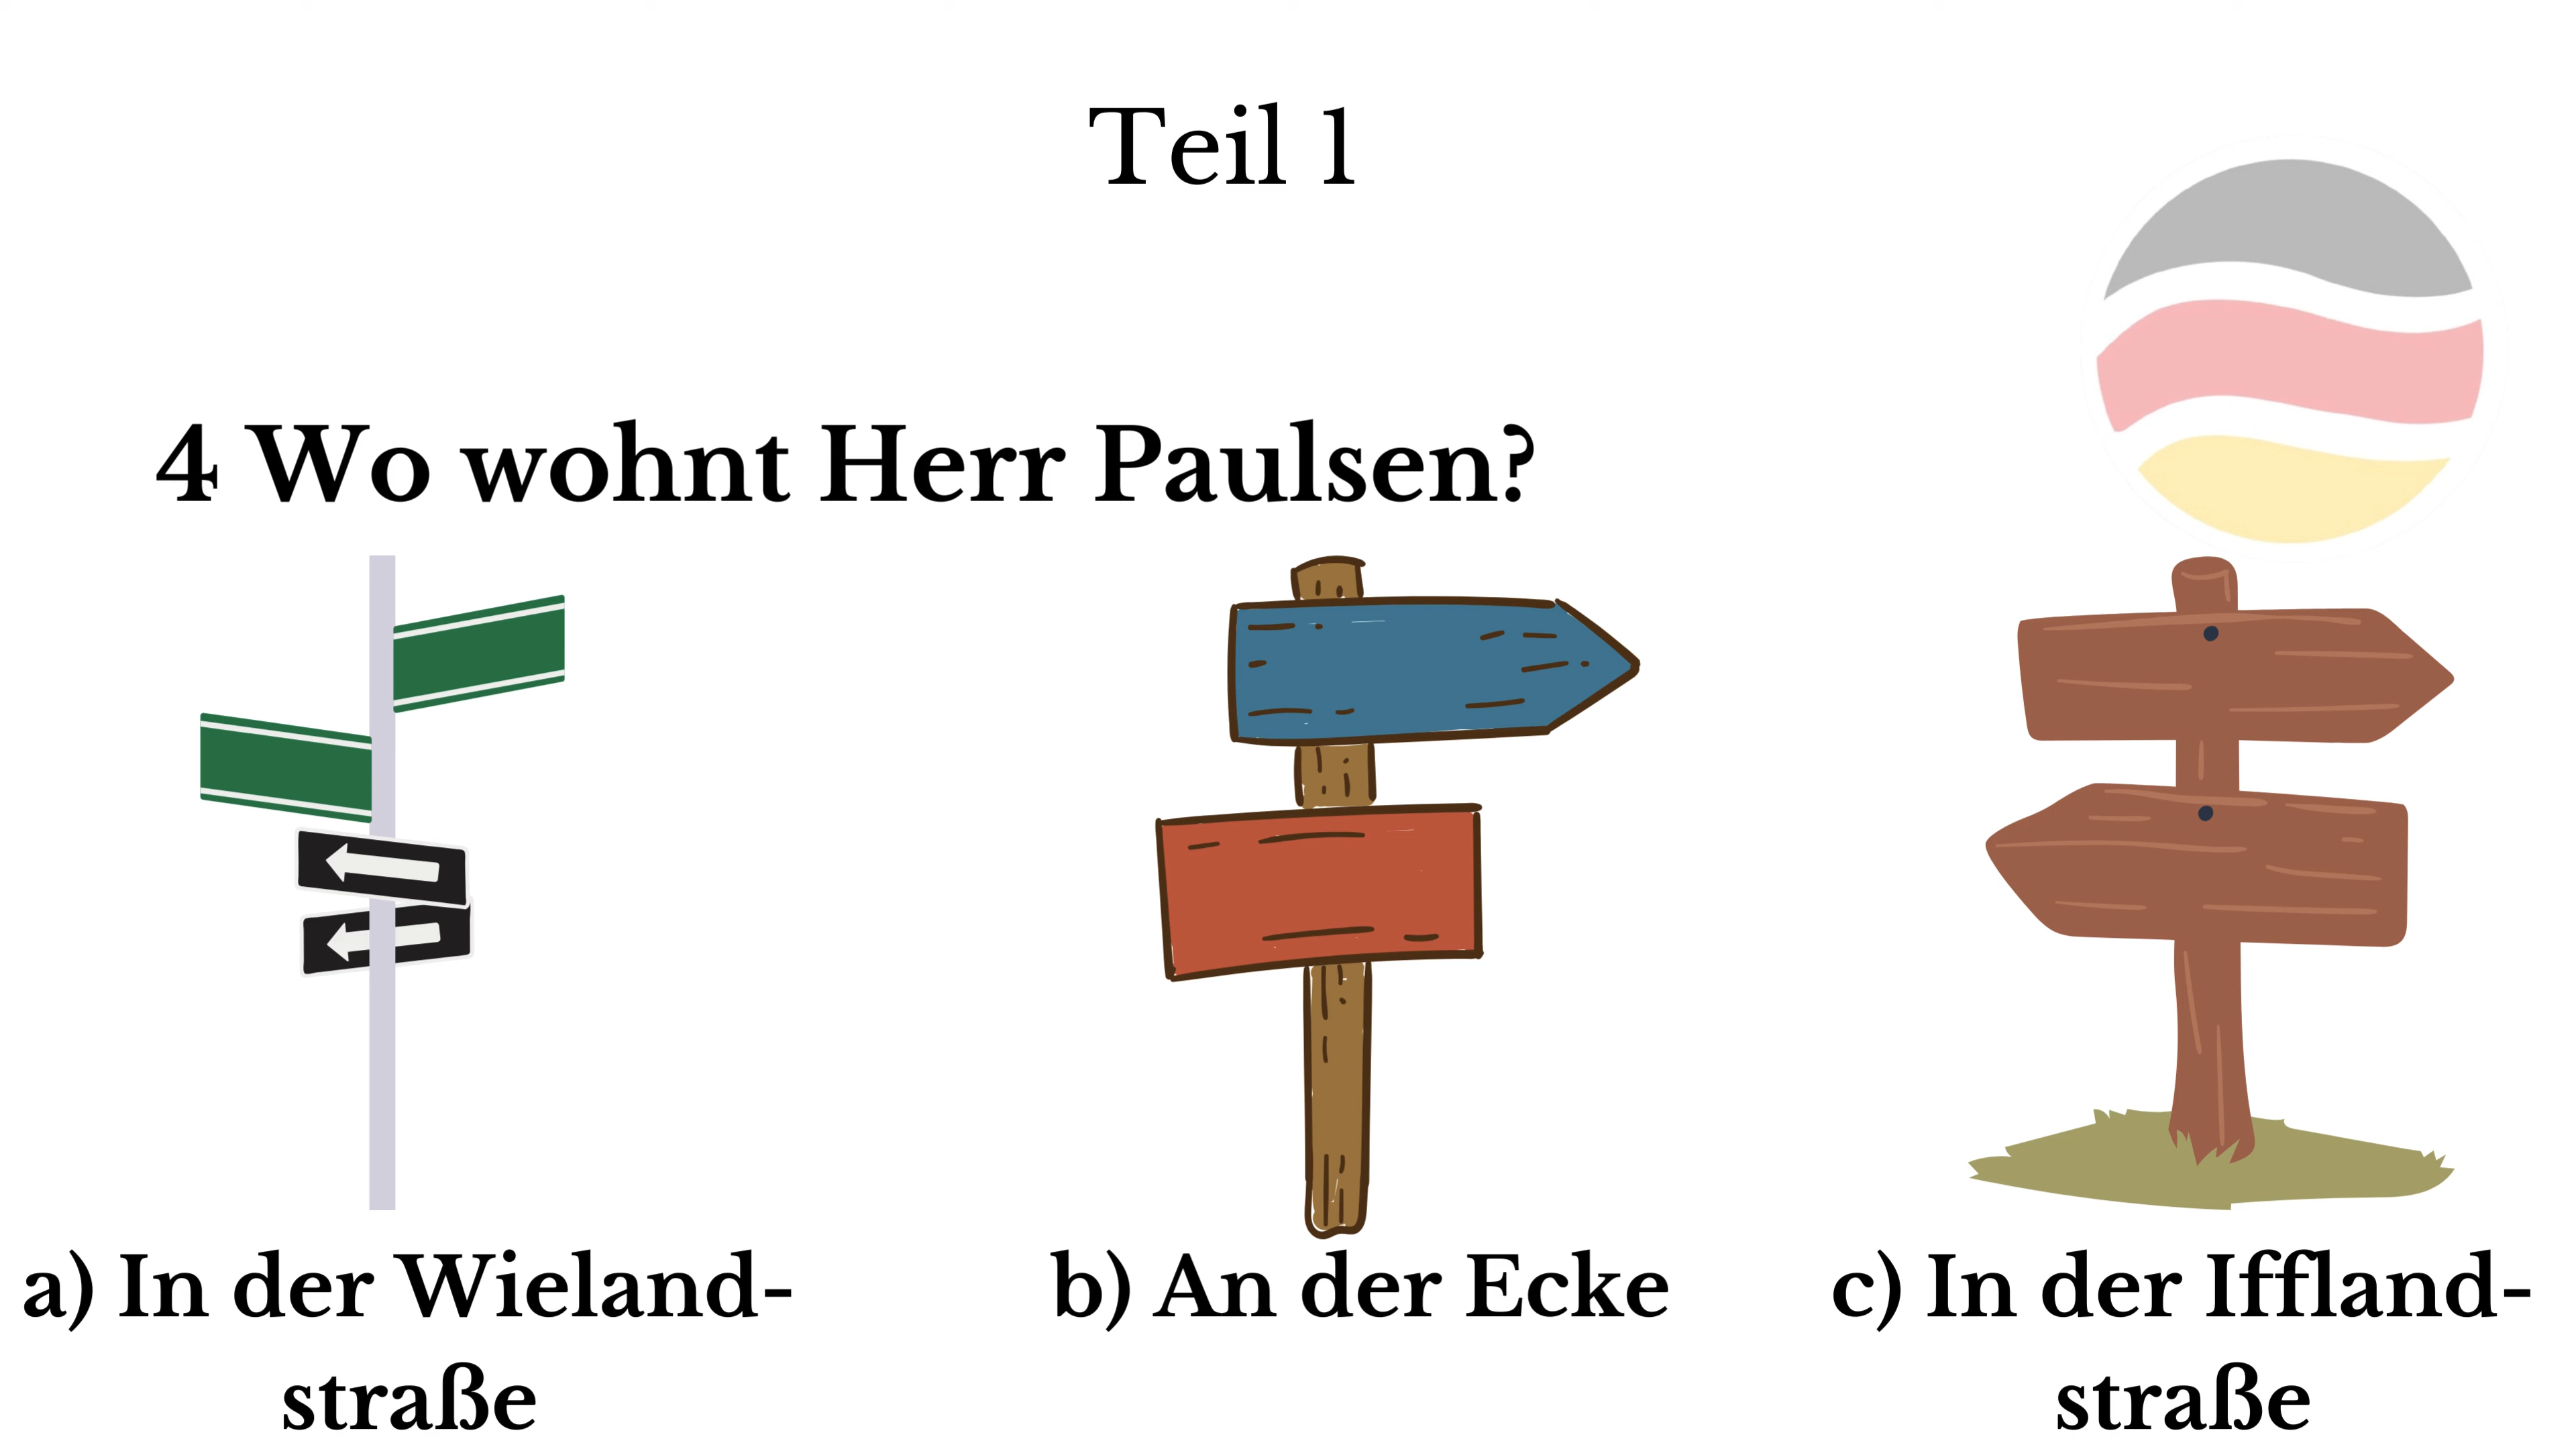 Teil 1
4 Wo wohnt Herr Paulsen?
a) In der Wieland-
straße
b) An der Ecke
c) In der Iffland-
straße